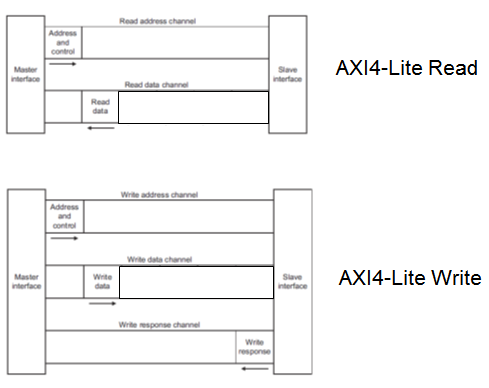 Read address channel
Address
and
control
Master
interface
Slave
interface
AXI4-Lite Read
Read data channel
Read
data
Write address channel
Address
and
control
Write data channel
Master
interface
Write
data
Slave
interface
AXI4-Lite Write
Write response channel
Write
response